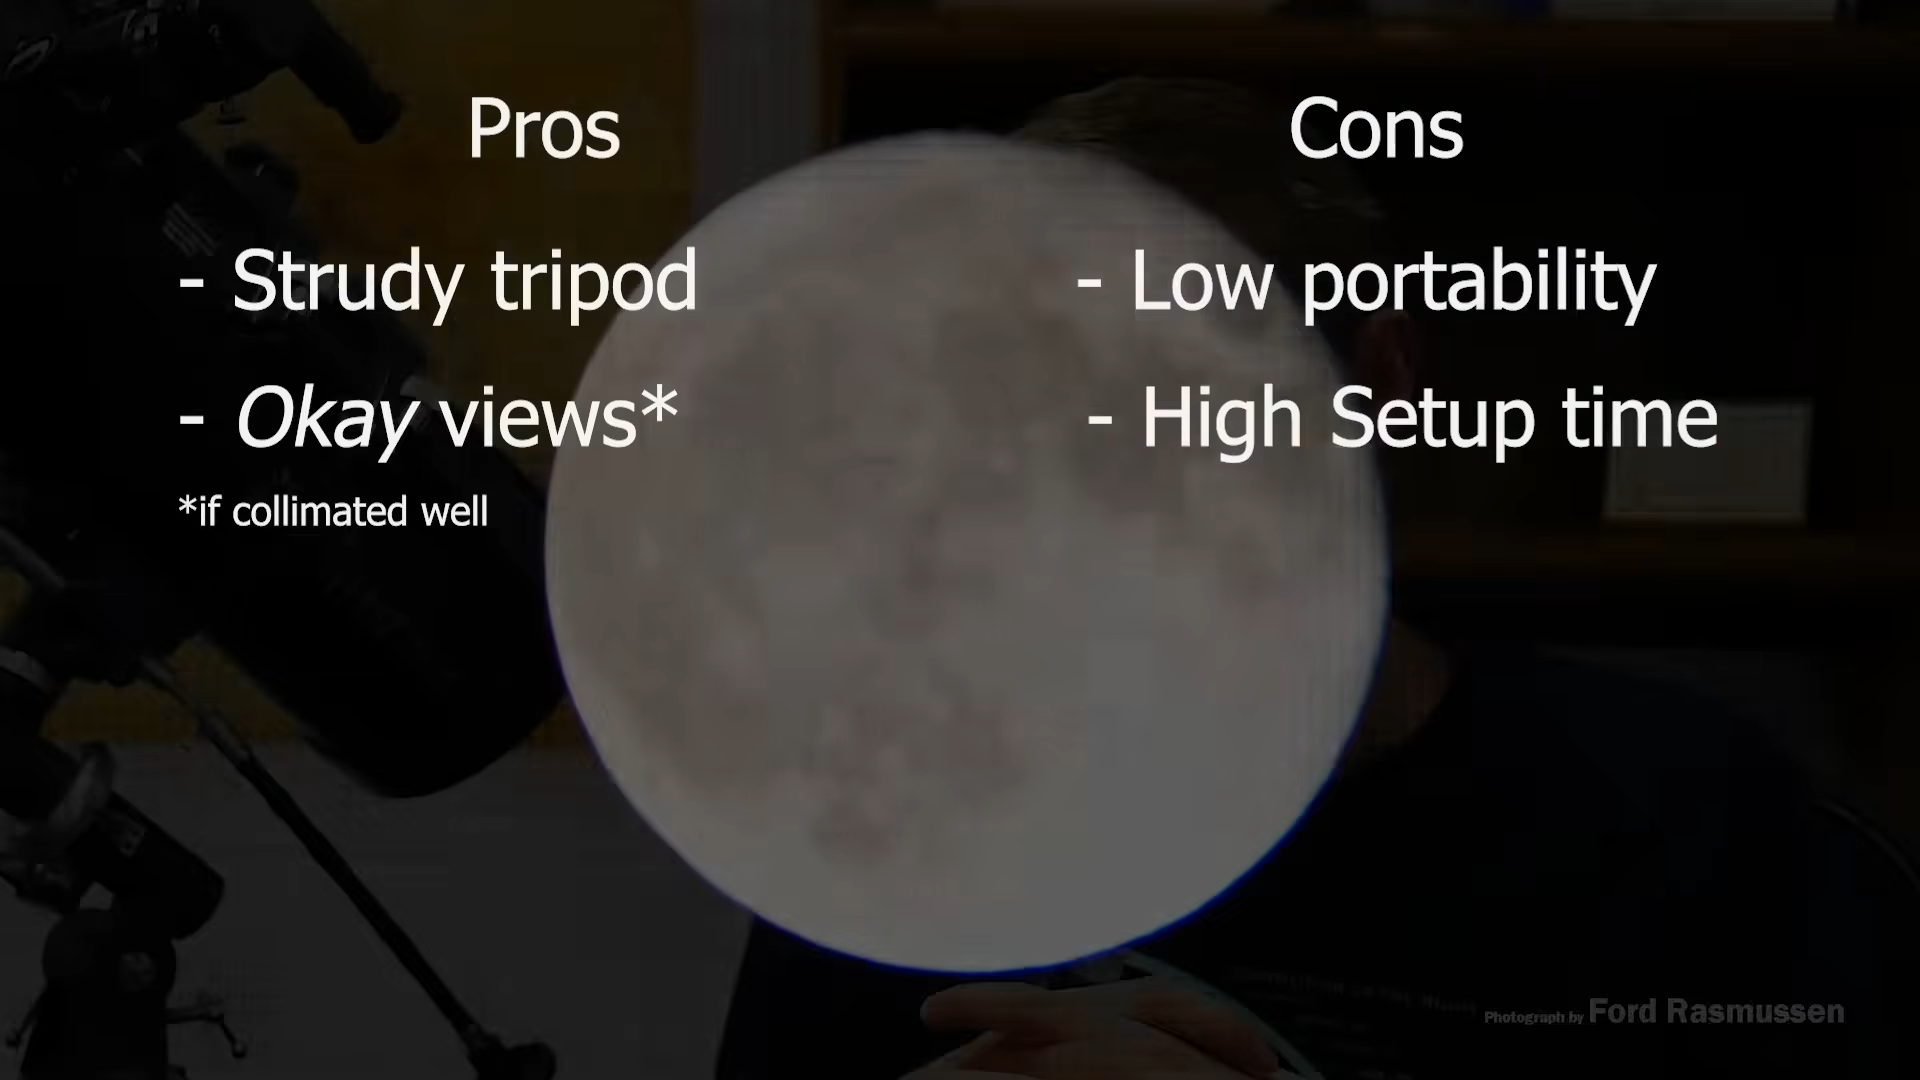 Pros
- Strudy tripod
- Okay views*
*if collimated well
Cons
- Low portability
- High Setup time
Photograph by Ford Rasmussen